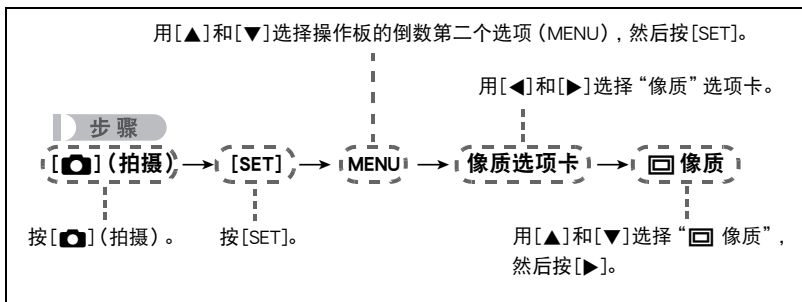 用[▲]和[▼]选择操作板的倒数第二个选项（MENU），然后按[SET]。
用[◀]和[▶]选择“像质”选项卡。
步骤
[📷]（拍摄）→[SET]→MENU→像质选项卡→回像质
按[📷]（拍摄）。
按[SET]。
用[▲]和[▼]选择“回 像质”，
然后按[▶]。